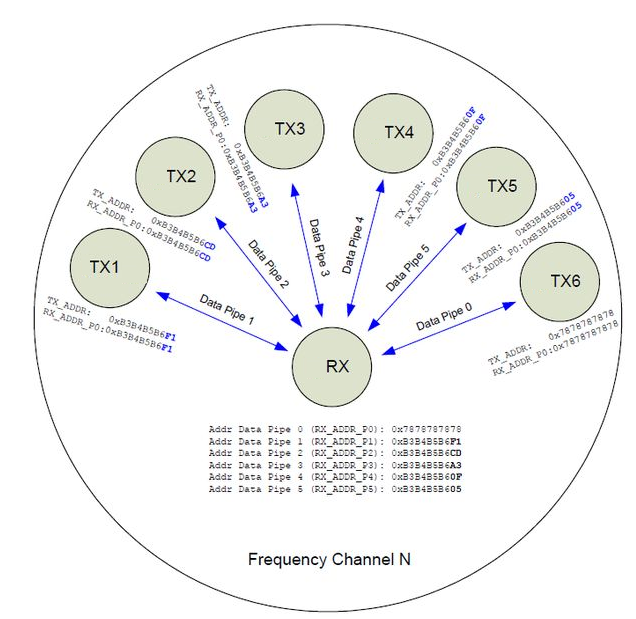 TX3
TX4
TX_ADDR: 0xB3B4B5B6A3
RX_ADDR_P0:0xB3B4B5B6A3
TX_ADDR: 0xB3B4B5B60F
RX_ADDR_P0:0xB3B4B5B60F
TX2
TX5
TX_ADDR: 0xB3B4B5B6CD
RX_ADDR_P0:0xB3B4B5B6CD
TX_ADDR: 0xB3B4B5B605
RX_ADDR_P0:0xB3B4B5B605
TX1
TX6
TX_ADDR: 0xB3B4B5B6F1
RX_ADDR_P0:0xB3B4B5B6F1
TX_ADDR: 0x7878787878
RX_ADDR_P0:0x7878787878
Data Pipe 1
Data Pipe 2
Data Pipe 3
Data Pipe 4
Data Pipe 5
Data Pipe 0
RX
Addr Data Pipe 0 (RX_ADDR_P0): 0x7878787878
Addr Data Pipe 1 (RX_ADDR_P1): 0xB3B4B5B6F1
Addr Data Pipe 2 (RX_ADDR_P2): 0xB3B4B5B6CD
Addr Data Pipe 3 (RX_ADDR_P3): 0xB3B4B5B6A3
Addr Data Pipe 4 (RX_ADDR_P4): 0xB3B4B5B60F
Addr Data Pipe 5 (RX_ADDR_P5): 0xB3B4B5B605
Frequency Channel N